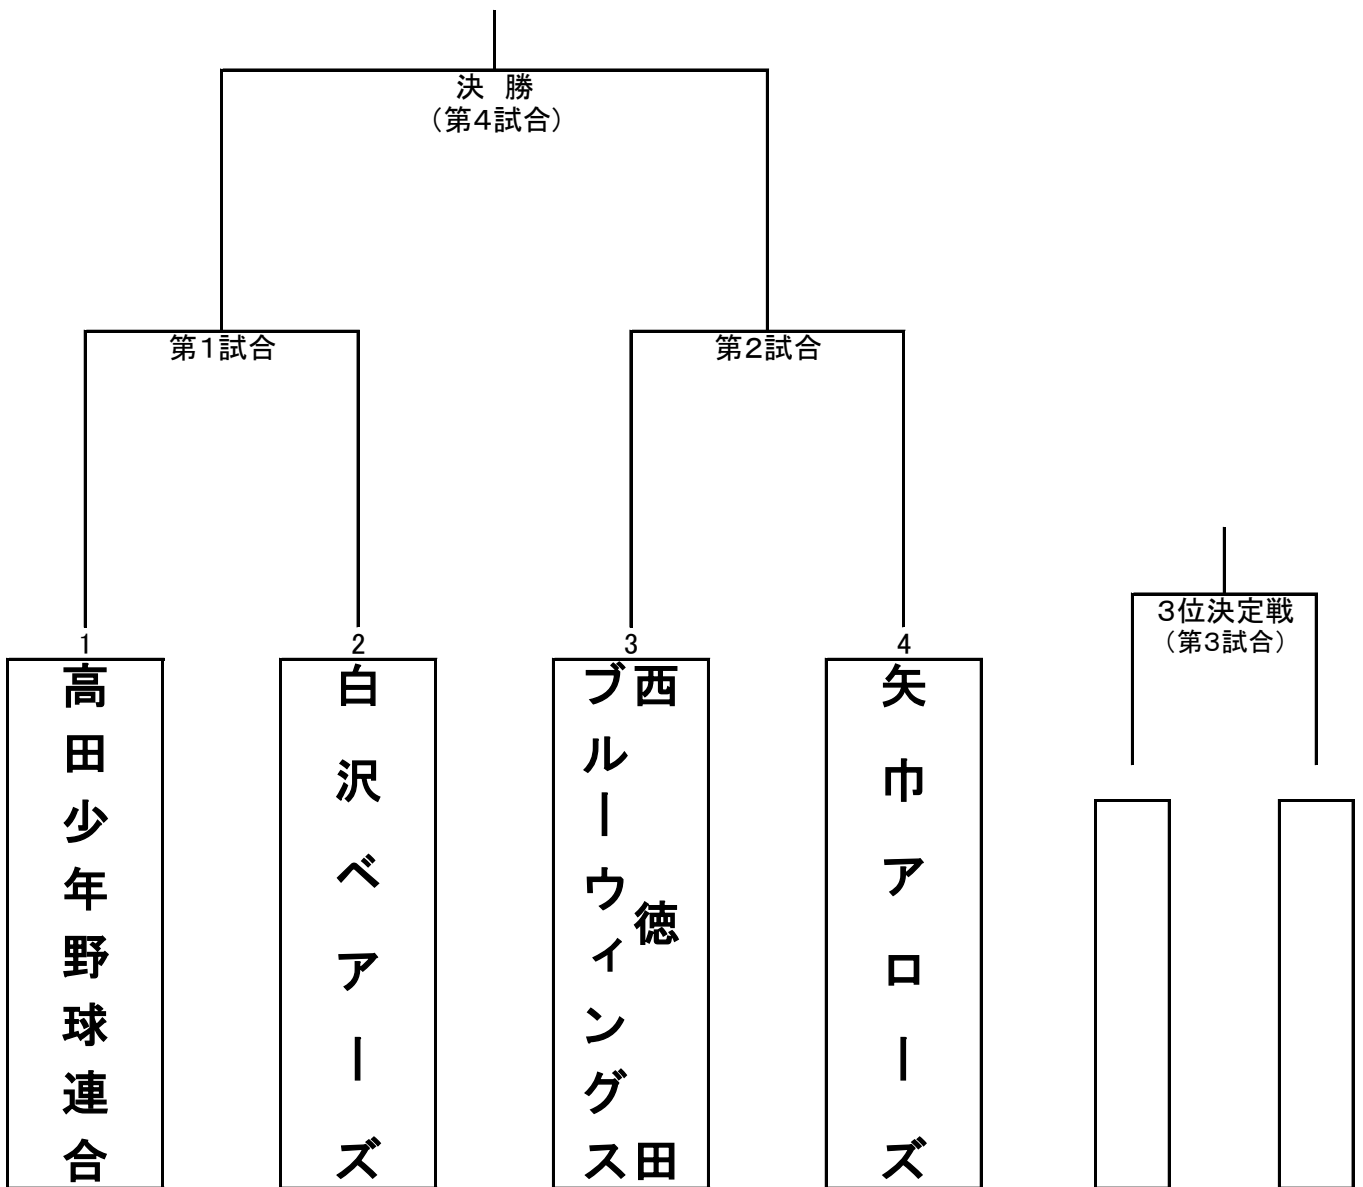 決 勝
（第4試合）
第1試合
第2試合
3位決定戦
（第3試合）
1
2
3
4
高田少年野球連合
白沢ベアーズ
西徳田
ブルーウィングス
矢巾アローズ